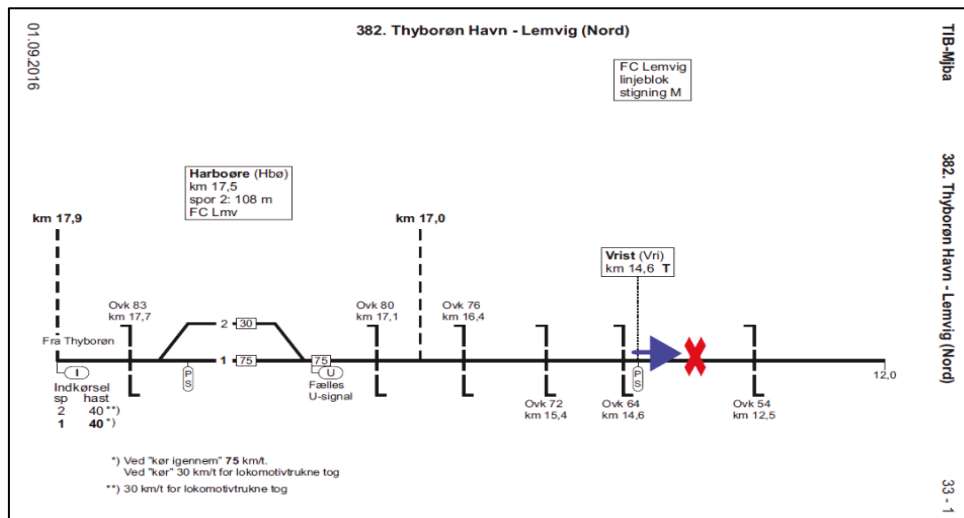 01.09.2016
382. Thyborøn Havn - Lemvig (Nord)
TIB-Mjba
FC Lemvig
linjeblok
stigning M
Harboøre (Hbø)
km 17,5
spor 2: 108 m
FC Lmv
382. Thyborøn Havn - Lemvig (Nord)
km 17,9
km 17,0
Vrist (Vri)
km 14,6 T
Ovk 83
km 17,7
Ovk 80
km 17,1
Ovk 76
km 16,4
2 30
Fra Thyborøn
1 75
75
I
PS
U
PS
12,0
Indkørsel
sp hast
2 40 **)
1 40 *)
Fælles
U-signal
Ovk 72
km 15,4
Ovk 64
km 14,6
Ovk 54
km 12,5
*) Ved "kør igennem" 75 km/t.
Ved "kør" 30 km/t for lokomotivtrukne tog
**) 30 km/t for lokomotivtrukne tog
33 - 1